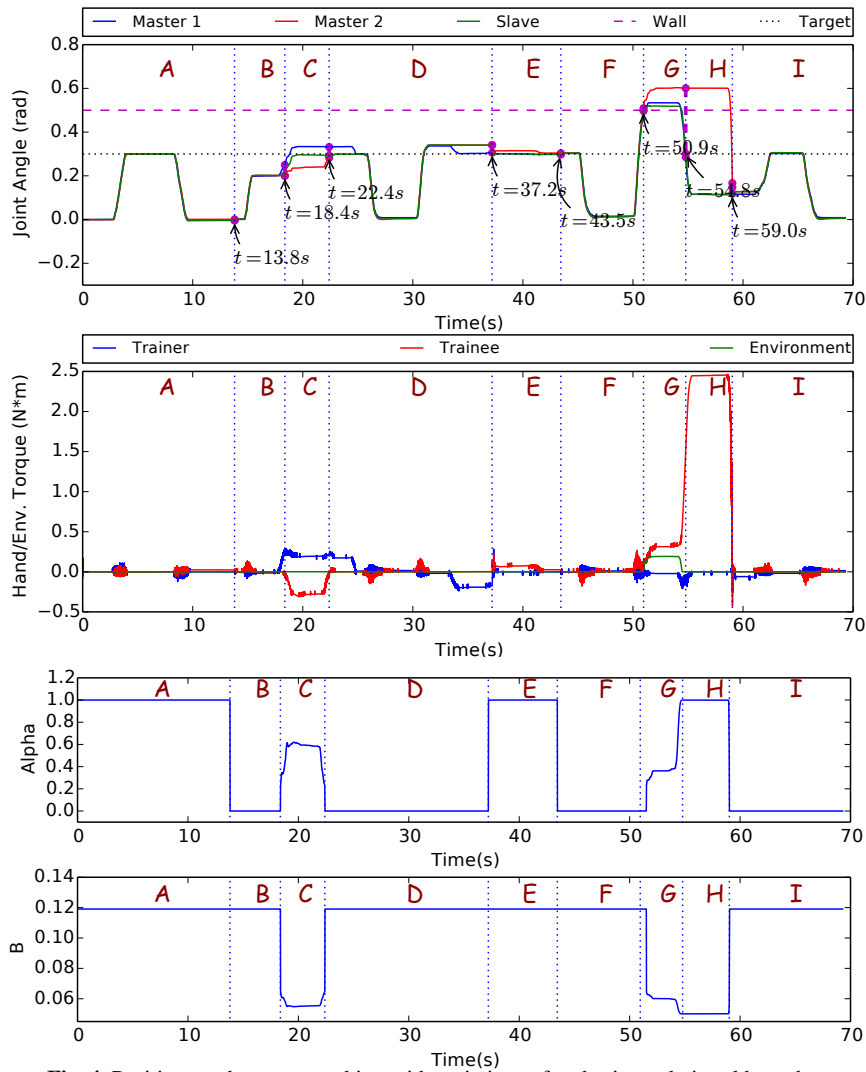 Master 1 Master 2 Slave Wall Target
A B C D E F G H I
0.8
0.6
0.4
0.2
0.0
−0.2
Joint Angle (rad)
t=13.8s
t=18.4s
t=22.4s
t=37.2s
t=43.5s
t=50.9s
t=54.8s
t=59.0s
0 10 20 30 40 50 60 70
Time(s)
Trainer Trainee Environment
A B C D E F G H I
2.5
2.0
1.5
1.0
0.5
0.0
−0.5
Hand/Env. Torque (N*m)
0 10 20 30 40 50 60 70
Time(s)
A B C D E F G H I
1.2
1.0
0.8
0.6
0.4
0.2
0.0
Alpha
0 10 20 30 40 50 60 70
Time(s)
A B C D E F G H I
0.14
0.12
0.10
0.08
0.06
B
0 10 20 30 40 50 60 70
Time(s)